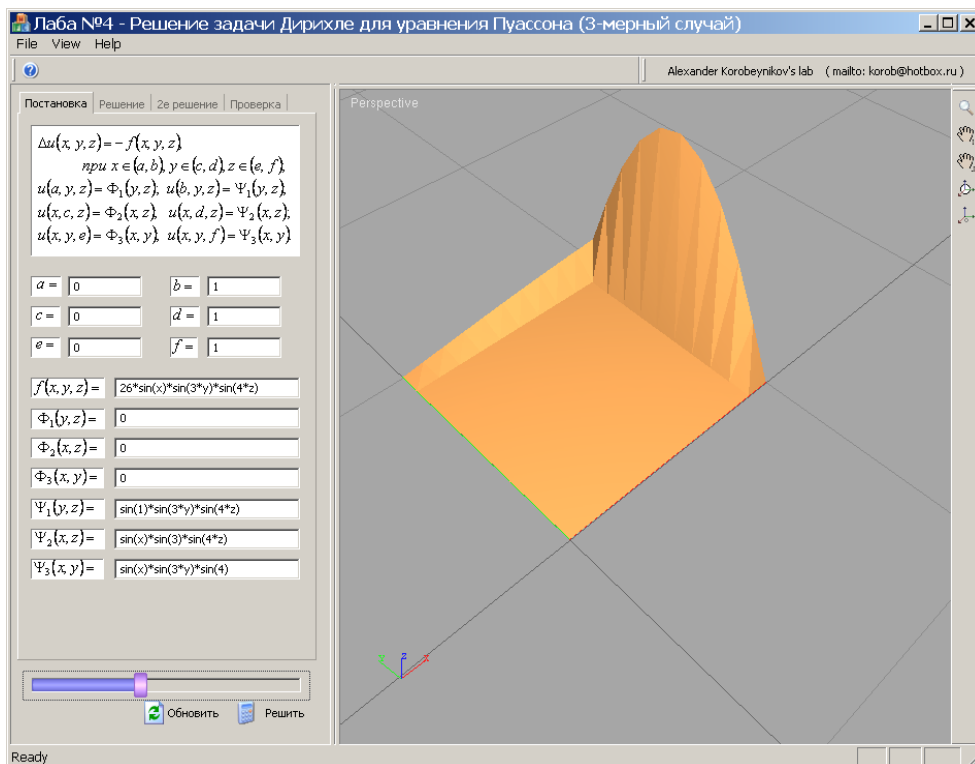 Лаба №4 - Решение задачи Дирихле для уравнения Пуассона (3-мерный случай)
File View Help
Alexander Korobeynikov's lab ( mailto: korob@hotbox.ru )
Постановка Решение 2е решение Проверка
Δu(x, y, z) = − f(x, y, z),
при x ∈ (a, b), y ∈ (c, d), z ∈ (e, f),
u(a, y, z) = Φ₁(y, z), u(b, y, z) = Ψ₁(y, z),
u(x, c, z) = Φ₂(x, z), u(x, d, z) = Ψ₂(x, z),
u(x, y, e) = Φ₃(x, y), u(x, y, f) = Ψ₃(x, y).
a = 0 b = 1
c = 0 d = 1
e = 0 f = 1
f(x, y, z) = 26*sin(x)*sin(3*y)*sin(4*z)
Φ₁(y, z) = 0
Φ₂(x, z) = 0
Φ₃(x, y) = 0
Ψ₁(y, z) = sin(1)*sin(3*y)*sin(4*z)
Ψ₂(x, z) = sin(x)*sin(3)*sin(4*z)
Ψ₃(x, y) = sin(x)*sin(3*y)*sin(4)
Обновить Решить
Perspective
z
y
x
Ready